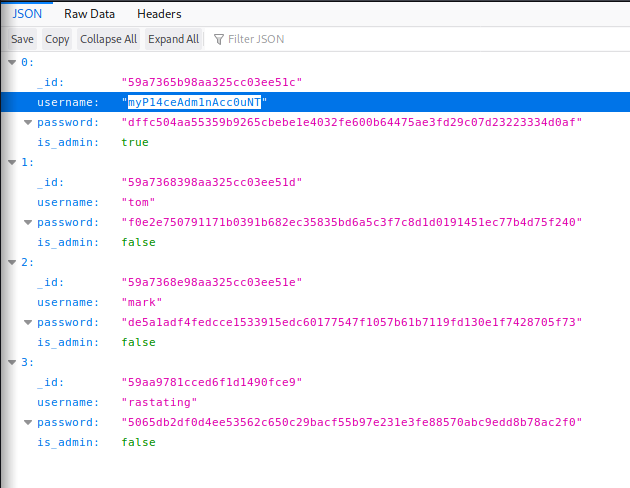 JSON Raw Data Headers
Save Copy Collapse All Expand All Filter JSON
0:
_id: "59a7365b98aa325cc03ee51c"
username: "myP14ceAdm1nAcc0uNT"
password: "dffc504aa55359b9265cbebe1e4032fe600b64475ae3fd29c07d23223334d0af"
is_admin: true
1:
_id: "59a7368398aa325cc03ee51d"
username: "tom"
password: "f0e2e750791171b0391b682ec35835bd6a5c3f7c8d1d0191451ec77b4d75f240"
is_admin: false
2:
_id: "59a7368e98aa325cc03ee51e"
username: "mark"
password: "de5a1adf4fedcce1533915edc60177547f1057b61b7119fd130e1f7428705f73"
is_admin: false
3:
_id: "59aa9781cced6f1d1490fce9"
username: "rastating"
password: "5065db2df0d4ee53562c650c29bacf55b97e231e3fe88570abc9edd8b78ac2f0"
is_admin: false